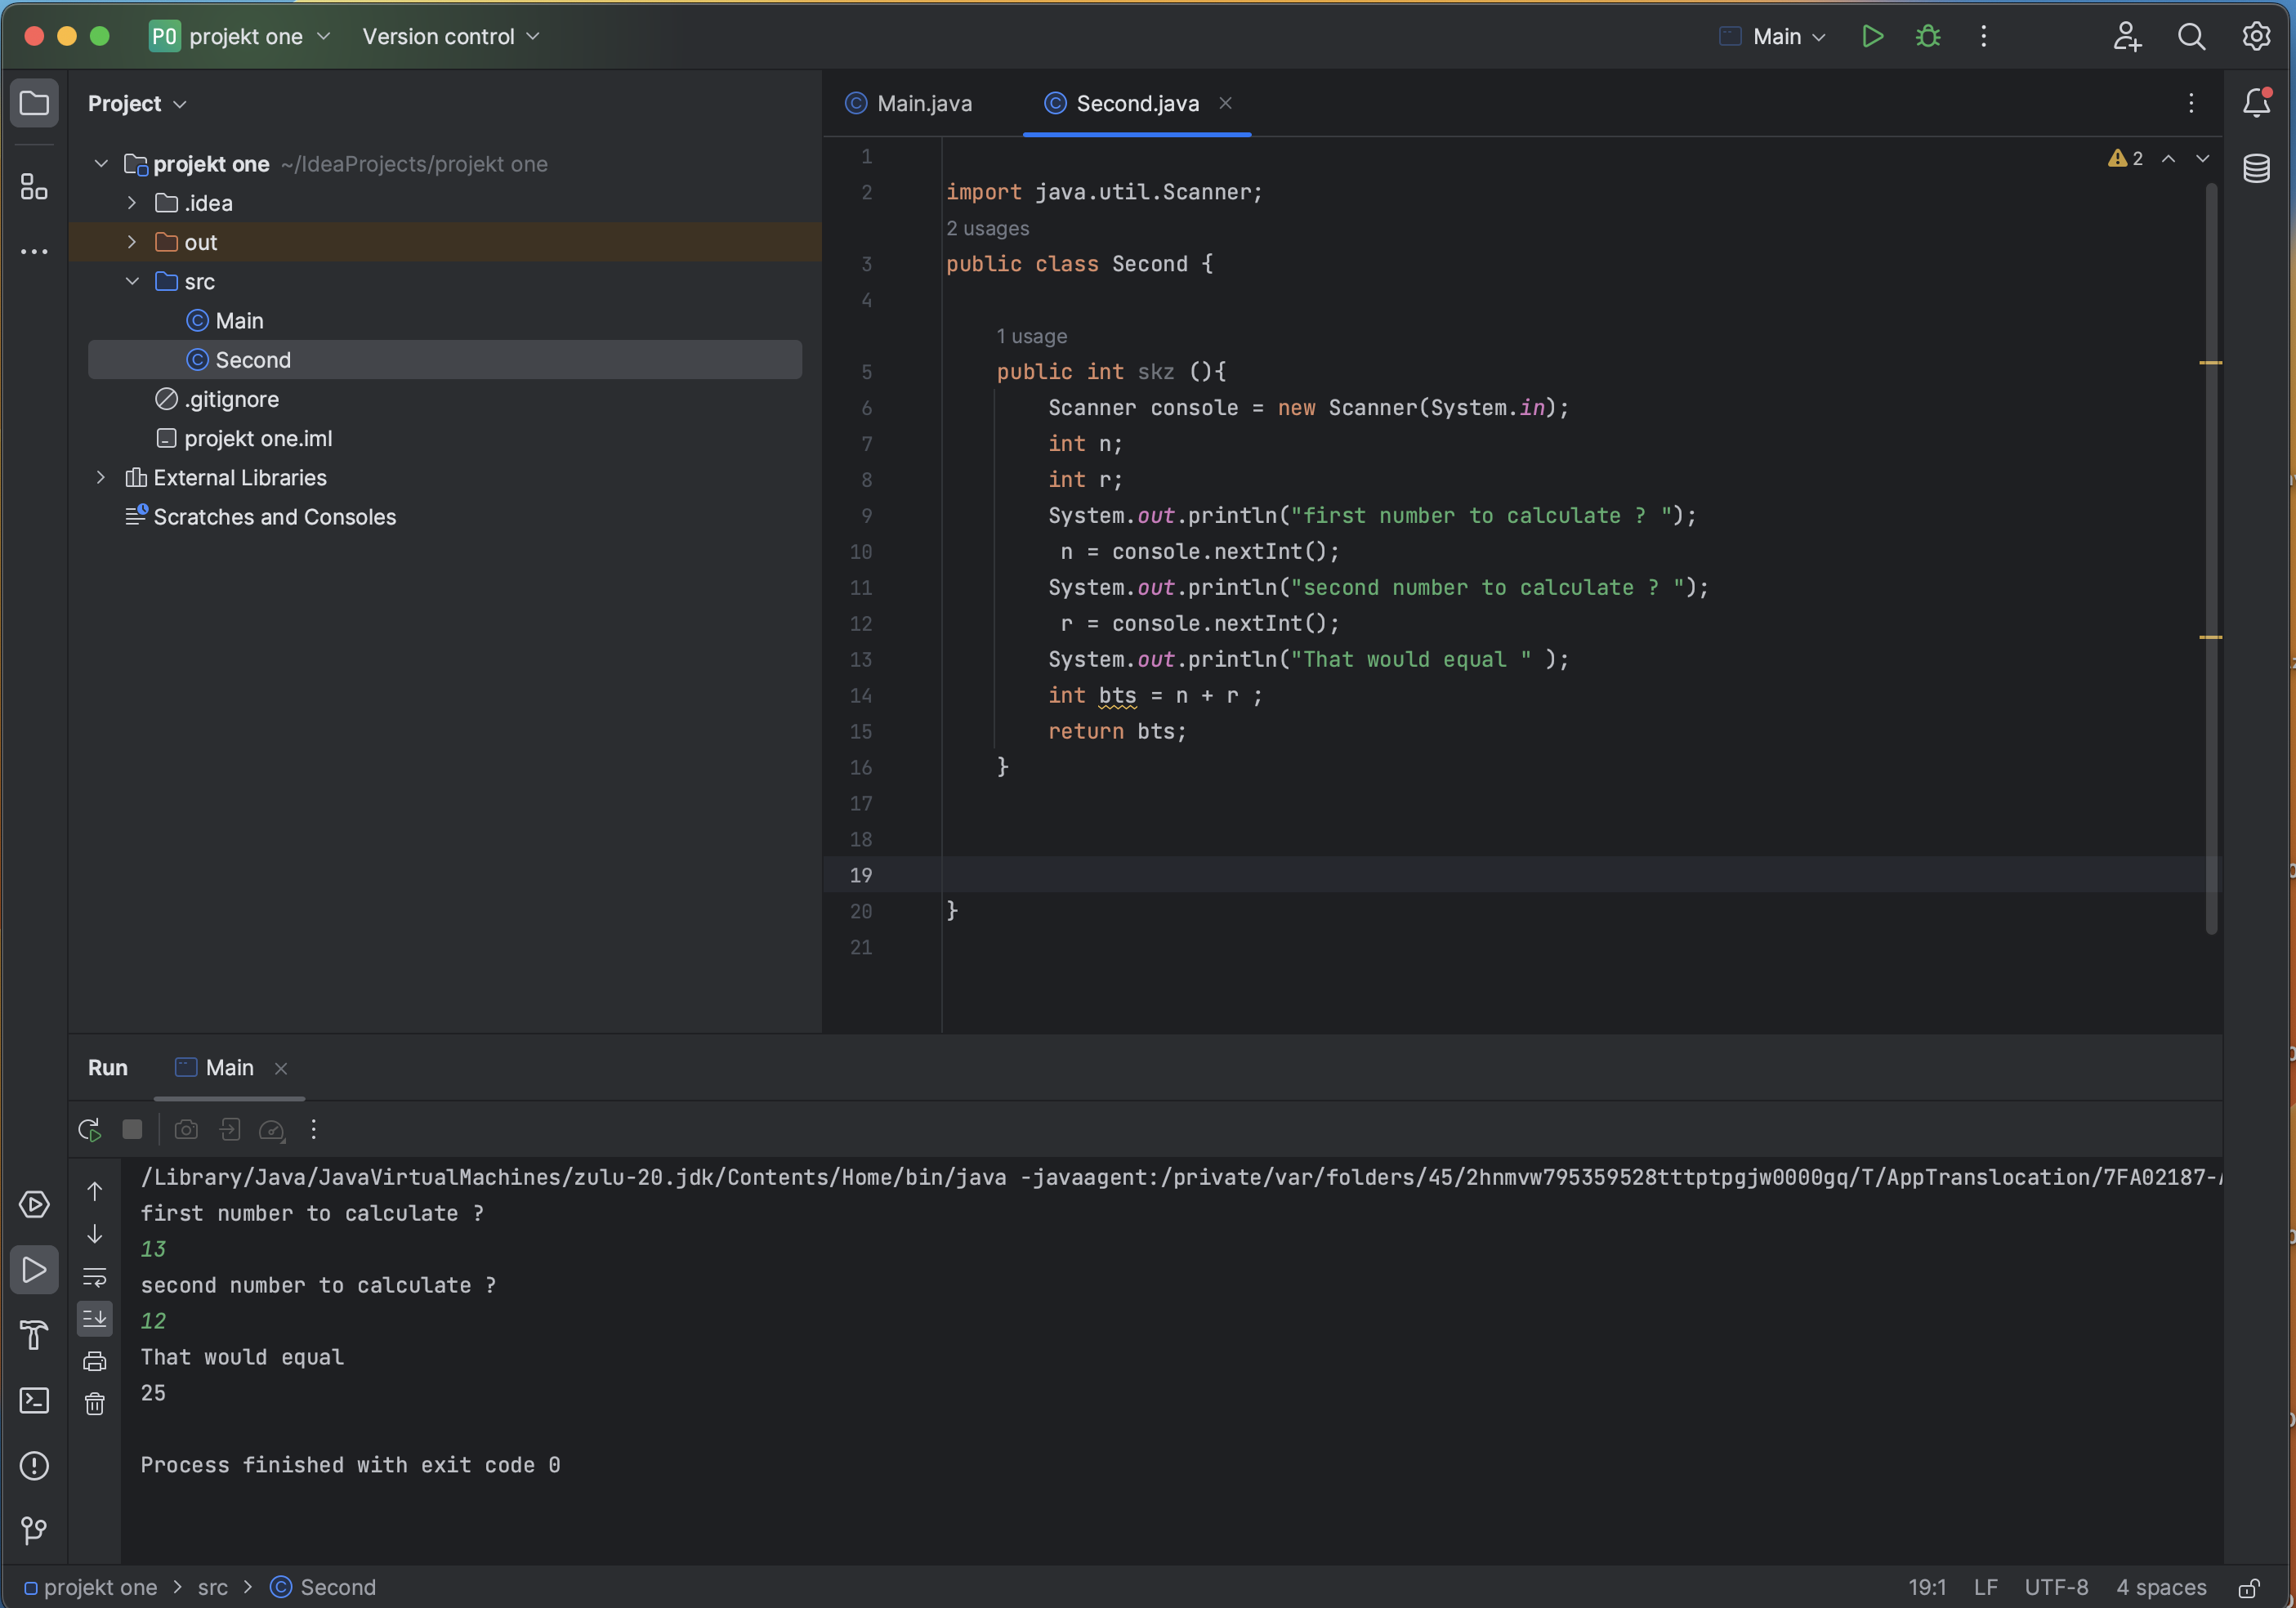 PO projekt one Version control Main
Project
Main.java Second.java
projekt one ~/IdeaProjects/projekt one
.idea
out
src
Main
Second
.gitignore
projekt one.iml
External Libraries
Scratches and Consoles
2
1
2 import java.util.Scanner;
2 usages
3 public class Second {
4
1 usage
5 public int skz (){
6 Scanner console = new Scanner(System.in);
7 int n;
8 int r;
9 System.out.println("first number to calculate ? ");
10 n = console.nextInt();
11 System.out.println("second number to calculate ? ");
12 r = console.nextInt();
13 System.out.println("That would equal " );
14 int bts = n + r ;
15 return bts;
16 }
17
18
19
20 }
21
Run Main
/Library/Java/JavaVirtualMachines/zulu-20.jdk/Contents/Home/bin/java -javaagent:/private/var/folders/45/2hnmvw795359528tttptpgjw0000gq/T/AppTranslocation/7FA02187-
first number to calculate ?
13
second number to calculate ?
12
That would equal
25
Process finished with exit code 0
projekt one > src > Second 19:1 LF UTF-8 4 spaces